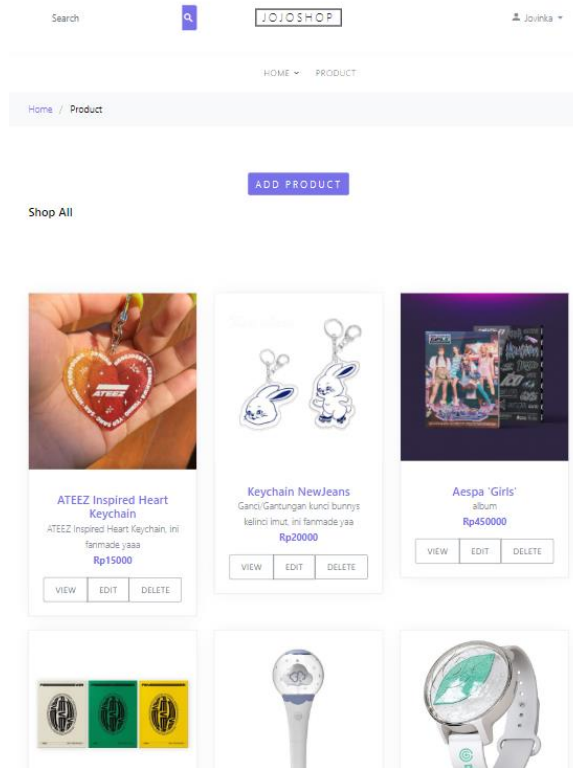 Search
JOJOSHOP
Jovinka
HOME
PRODUCT
Home / Product
ADD PRODUCT
Shop All
ATEEZ
ATEEZ Inspired Heart
Keychain
ATEEZ Inspired Heart Keychain, ini
fanmade yaaa
Rp15000
VIEW
EDIT
DELETE
Keychain NewJeans
Ganci/Gantungan kunci bunnys
kelinci imut, ini fanmade yaa
Rp20000
VIEW
EDIT
DELETE
Aespa 'Girls'
album
Rp450000
VIEW
EDIT
DELETE